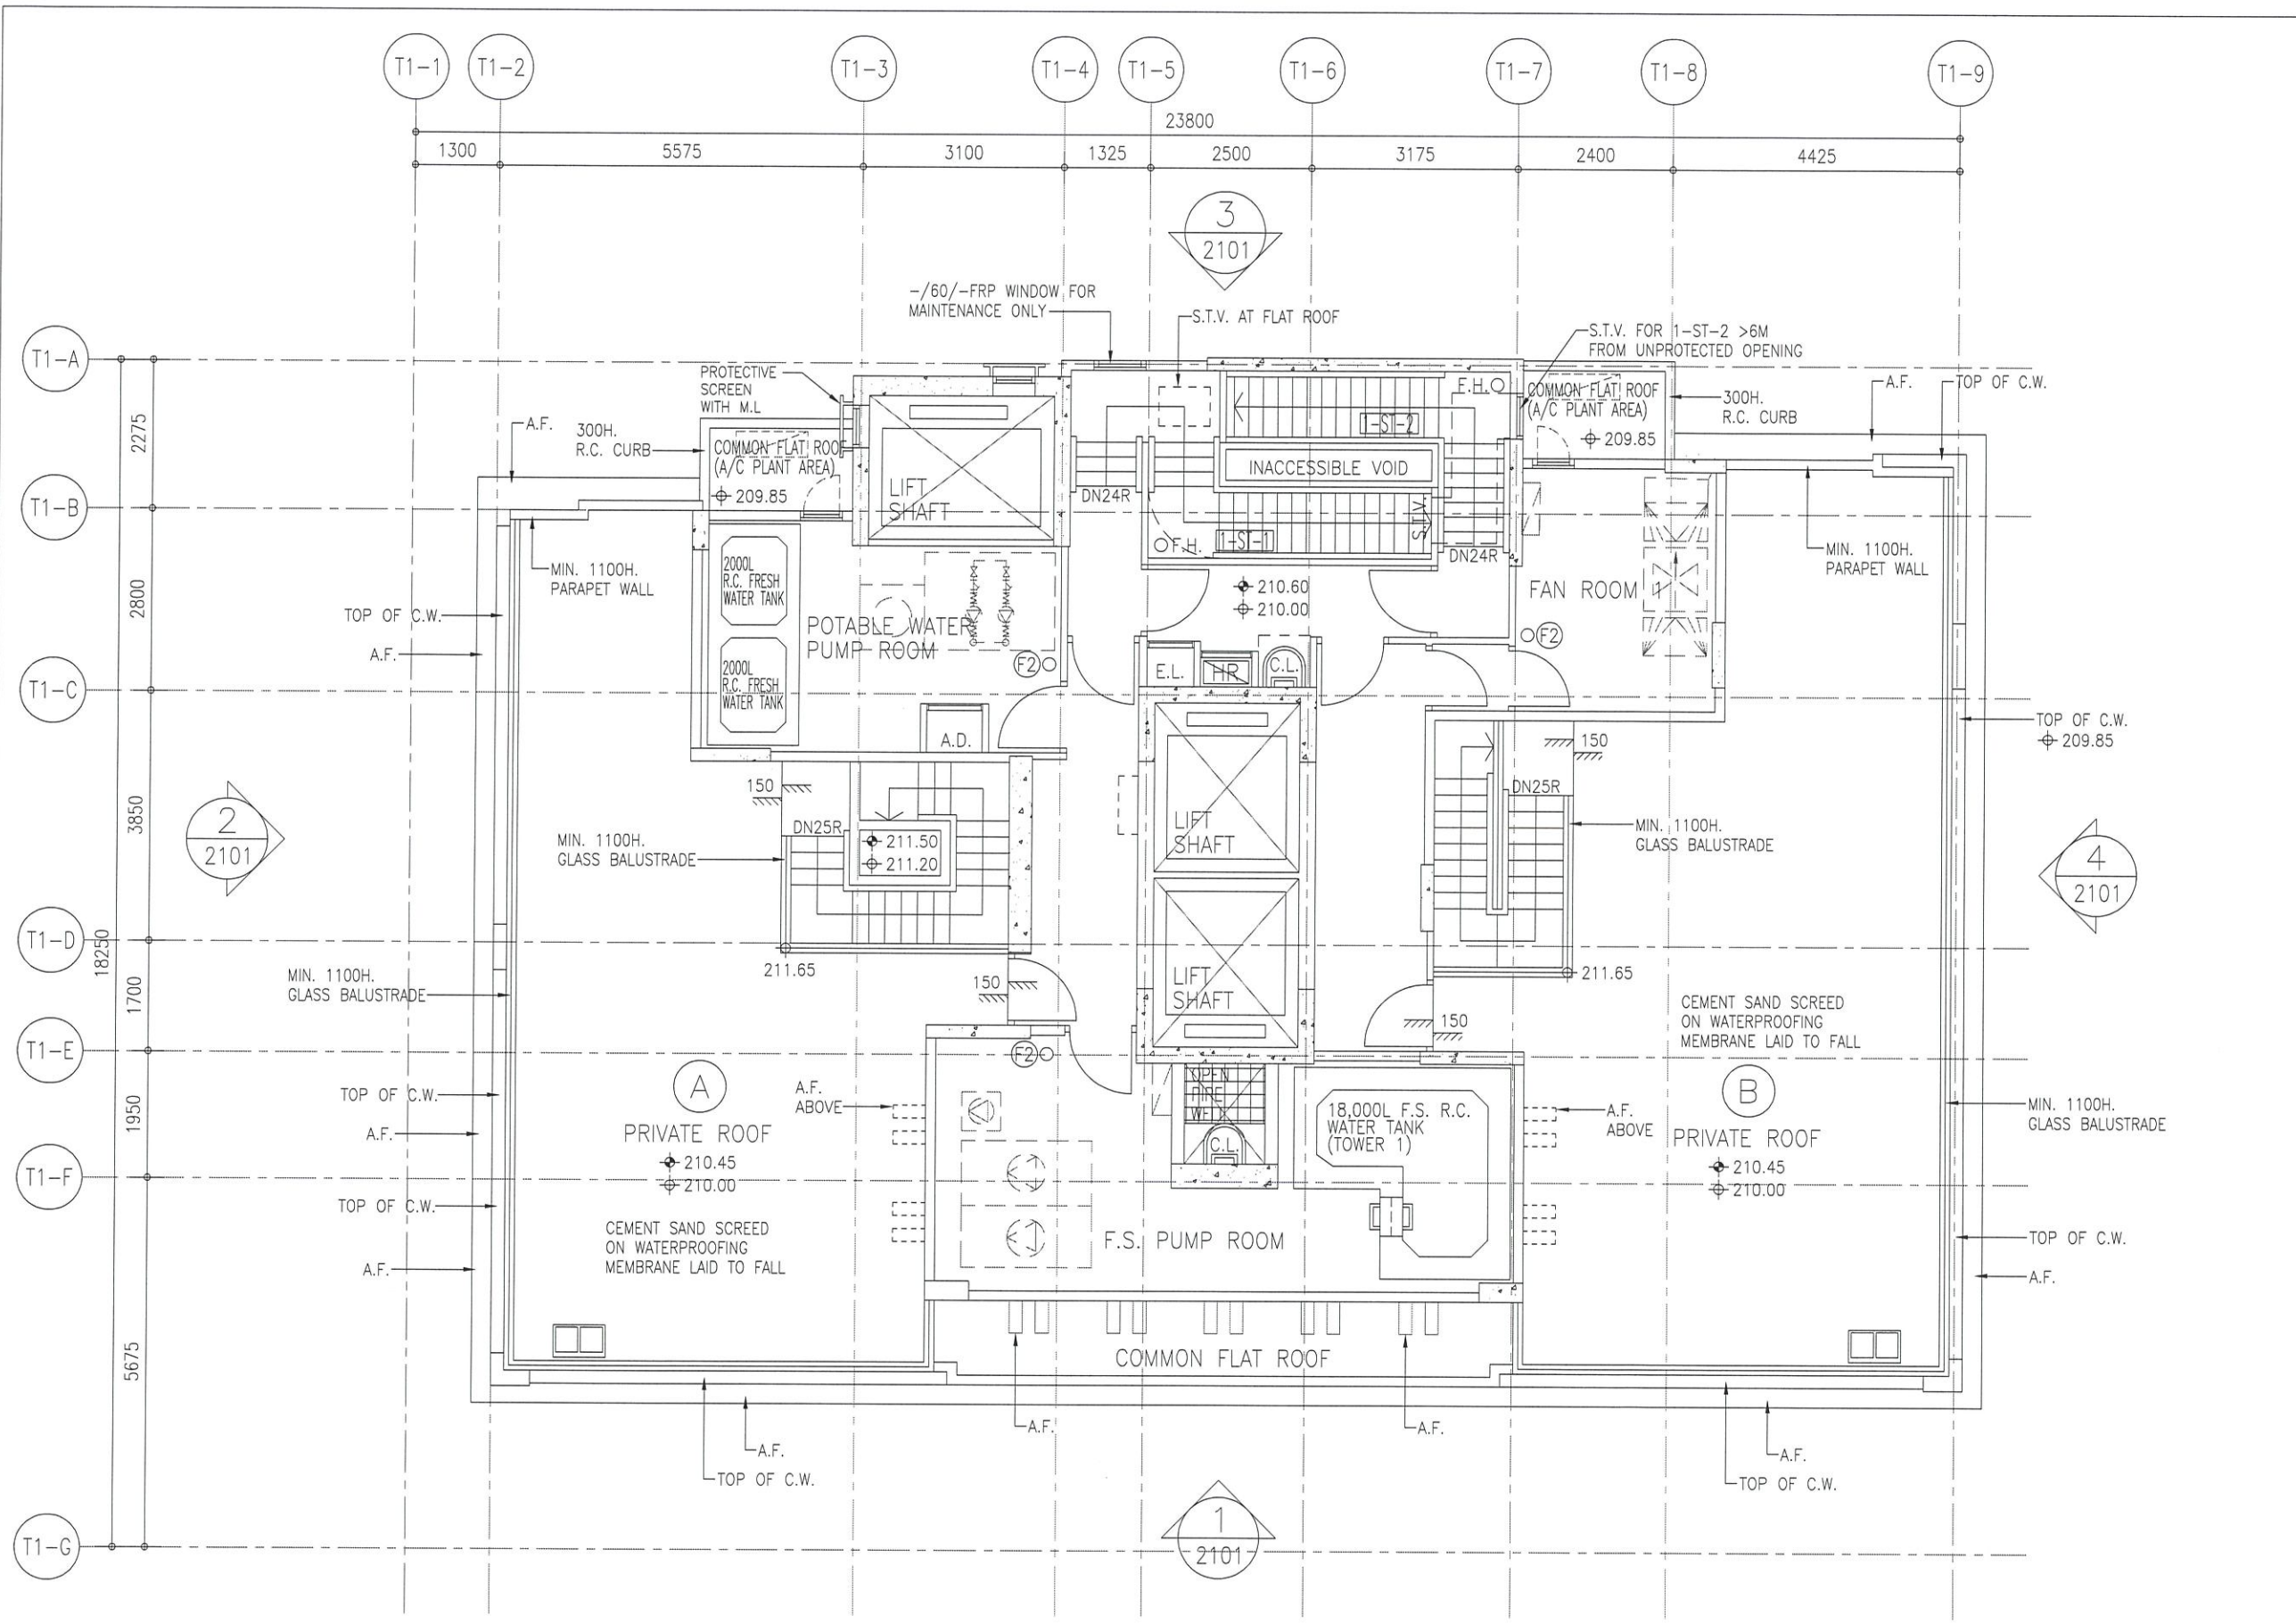 T1-1
T1-2
T1-3
T1-4
T1-5
T1-6
T1-7
T1-8
T1-9
23800
1300
5575
3100
1325
2500
3175
2400
4425
3
2101
-/60/-FRP WINDOW FOR
MAINTENANCE ONLY
S.T.V. AT FLAT ROOF
S.T.V. FOR 1-ST-2 >6M
FROM UNPROTECTED OPENING
T1-A
PROTECTIVE
SCREEN
WITH M.L
A.F.
300H.
R.C. CURB
COMMON FLAT ROOF
(A/C PLANT AREA)
209.85
LIFT
SHAFT
F.H.
1-ST-2
INACCESSIBLE VOID
DN24R
S.T.V.
F.H.
1-ST-1
DN24R
COMMON FLAT ROOF
(A/C PLANT AREA)
209.85
300H.
R.C. CURB
A.F.
TOP OF C.W.
2275
T1-B
MIN. 1100H.
PARAPET WALL
2000L
R.C. FRESH
WATER TANK
210.60
210.00
FAN ROOM 1
MIN. 1100H.
PARAPET WALL
2800
TOP OF C.W.
A.F.
POTABLE WATER
PUMP ROOM
F2
F2
2000L
R.C. FRESH
WATER TANK
E.L.
HR
C.L.
T1-C
A.D.
TOP OF C.W.
209.85
150
150
3850
2
2101
DN25R
211.50
211.20
MIN. 1100H.
GLASS BALUSTRADE
LIFT
SHAFT
DN25R
MIN. 1100H.
GLASS BALUSTRADE
4
2101
T1-D
18250
211.65
211.65
MIN. 1100H.
GLASS BALUSTRADE
150
LIFT
SHAFT
150
CEMENT SAND SCREED
ON WATERPROOFING
MEMBRANE LAID TO FALL
1700
T1-E
F2
TOP OF C.W.
A.F.
A
PRIVATE ROOF
210.45
210.00
A.F.
ABOVE
OPEN
PIPE
WELL
C.L.
18,000L F.S. R.C.
WATER TANK
(TOWER 1)
A.F.
ABOVE
B
PRIVATE ROOF
210.45
210.00
MIN. 1100H.
GLASS BALUSTRADE
1950
T1-F
TOP OF C.W.
A.F.
CEMENT SAND SCREED
ON WATERPROOFING
MEMBRANE LAID TO FALL
F.S. PUMP ROOM
TOP OF C.W.
A.F.
5675
COMMON FLAT ROOF
A.F.
A.F.
A.F.
TOP OF C.W.
A.F.
TOP OF C.W.
1
2101
T1-G